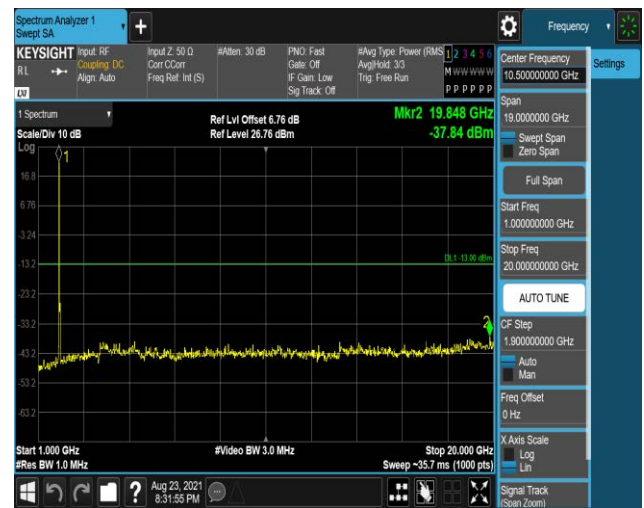 Spectrum Analyzer 1
Swept SA
Frequency
KEYSIGHT
RL
Input: RF
Coupling: DC
Align: Auto
Input Z: 50 Ω
Corr CCorr
Freq Ref: Int (S)
#Atten: 30 dB
PNO: Fast
Gate: Off
IF Gain: Low
Sig Track: Off
#Avg Type: Power (RMS
Avg|Hold: 3/3
Trig: Free Run
1 2 3 4 5 6
M W W W W W
P P P P P P
LXI
1 Spectrum
Scale/Div 10 dB
Log
Ref Lvl Offset 6.76 dB
Ref Level 26.76 dBm
Mkr2 19.848 GHz
-37.84 dBm
1
16.8
6.76
-3.24
-13.2
-23.2
-33.2
-43.2
-53.2
-63.2
DL1 -13.00 dBm
2
Start 1.000 GHz
#Res BW 1.0 MHz
#Video BW 3.0 MHz
Stop 20.000 GHz
Sweep ~35.7 ms (1000 pts)
Aug 23, 2021
8:31:55 PM
Center Frequency
10.500000000 GHz
Settings
Span
19.0000000 GHz
Swept Span
Zero Span
Full Span
Start Freq
1.000000000 GHz
Stop Freq
20.000000000 GHz
AUTO TUNE
CF Step
1.900000000 GHz
Auto
Man
Freq Offset
0 Hz
X Axis Scale
Log
Lin
Signal Track
(Span Zoom)